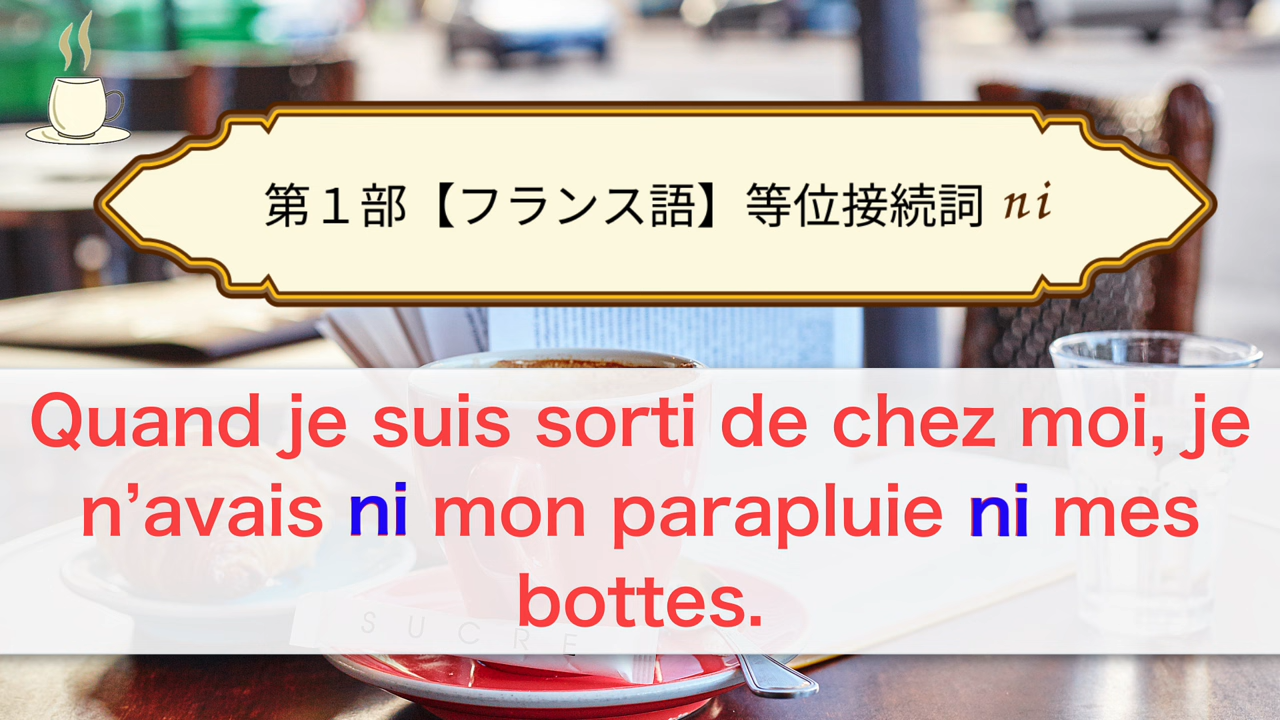 第１部【フランス語】等位接続詞 ni
Quand je suis sorti de chez moi, je
n’avais ni mon parapluie ni mes
bottes.
SUCRE